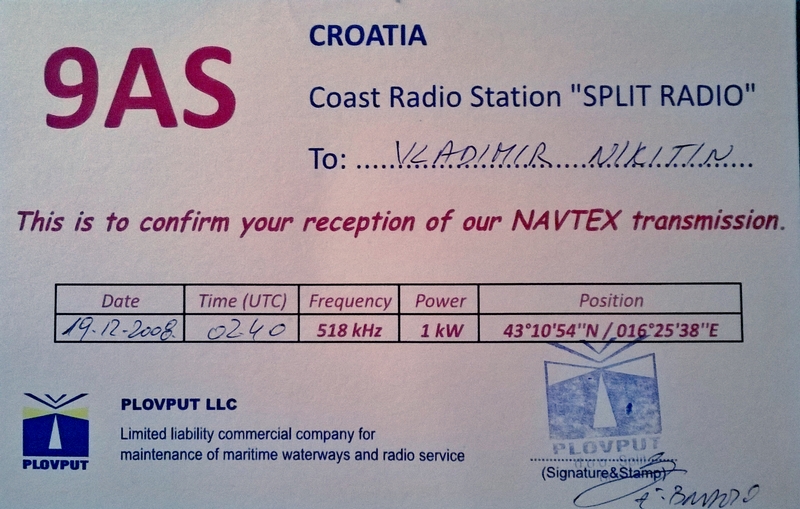 9AS
CROATIA
Coast Radio Station "SPLIT RADIO"
To: .....VLADIMIR.....NIKITIN...
This is to confirm your reception of our NAVTEX transmission.
Date Time (UTC) Frequency Power Position
19-12-2008. 0240 518 kHz 1 kW 43°10'54''N / 016°25'38''E
PLOVPUT LLC
Limited liability commercial company for
maintenance of maritime waterways and radio service
PLOVPUT
PLOVPUT
(Signature&Stamp)